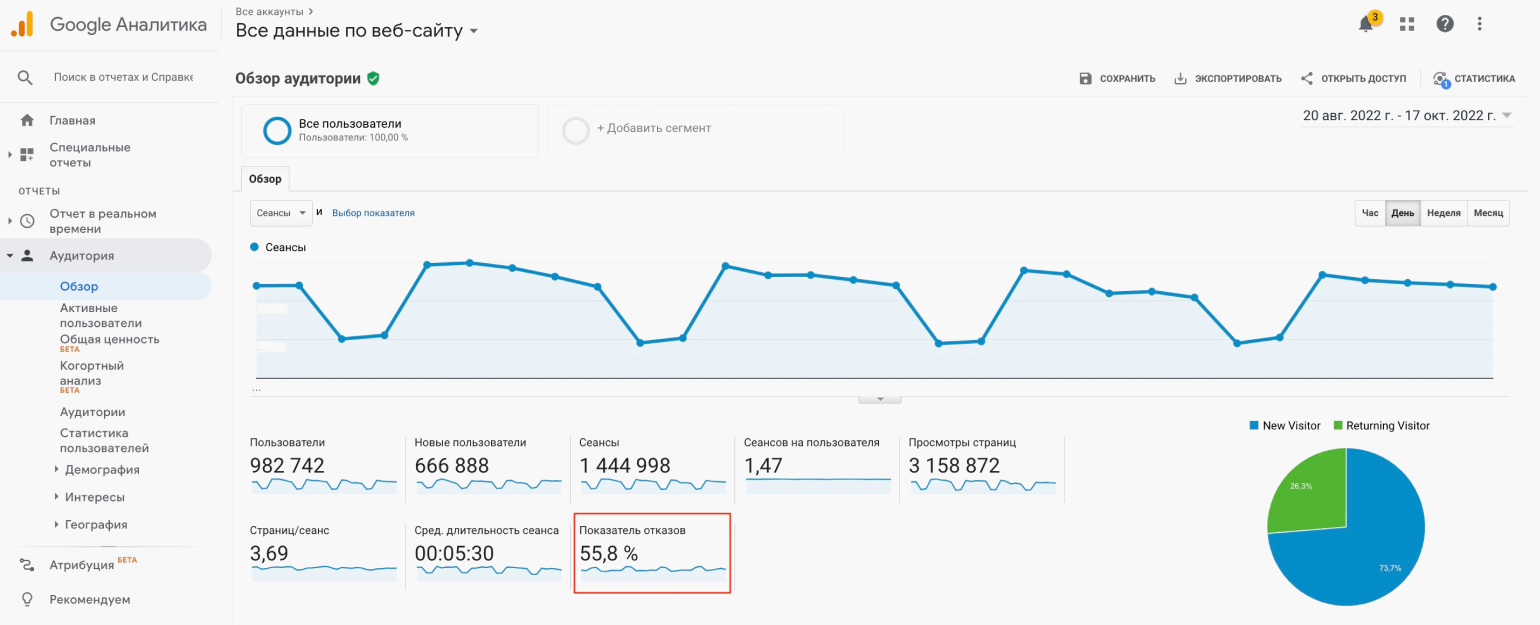 Google Аналитика
Все аккаунты
Все данные по веб-сайту
3
Поиск в отчетах и Справке
Обзор аудитории
СОХРАНИТЬ
ЭКСПОРТИРОВАТЬ
ОТКРЫТЬ ДОСТУП
1
СТАТИСТИКА
Главная
Специальные
отчеты
ОТЧЕТЫ
Отчет в реальном
времени
Аудитория
Обзор
Активные
пользователи
Общая ценность
БЕТА
Когортный
анализ
БЕТА
Аудитории
Статистика
пользователей
Демография
Интересы
География
Атрибуция БЕТА
Рекомендуем
Все пользователи
Пользователи: 100,00 %
+ Добавить сегмент
20 авг. 2022 г. - 17 окт. 2022 г.
Обзор
Сеансы и Выбор показателя
Час День Неделя Месяц
Сеансы
...
Пользователи
982 742
Новые пользователи
666 888
Сеансы
1 444 998
Сеансов на пользователя
1,47
Просмотры страниц
3 158 872
Страниц/сеанс
3,69
Сред. длительность сеанса
00:05:30
Показатель отказов
55,8 %
New Visitor Returning Visitor
26,3%
73,7%